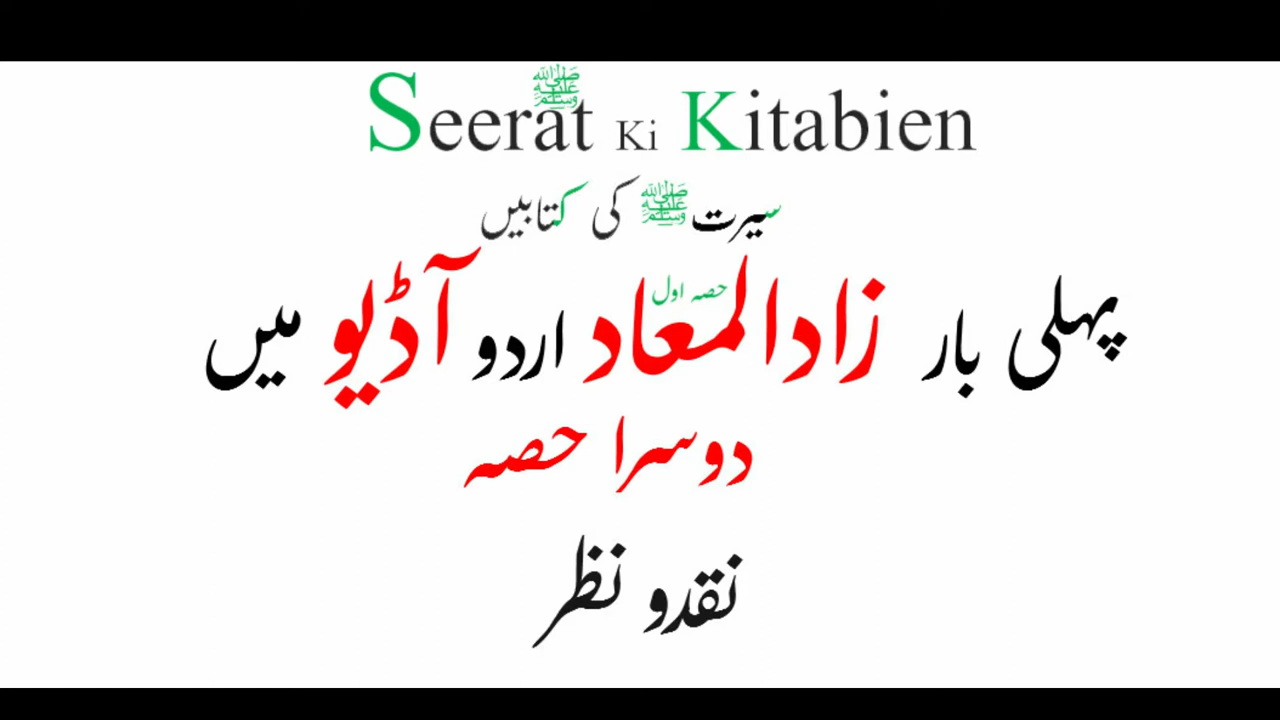 Seerat ﷺ Ki Kitabien
سیرت ﷺ کی کتابیں
حصہ اول
پہلی بار زادالمعاد اردو آڈیو میں
دوسرا حصہ
نقدو نظر